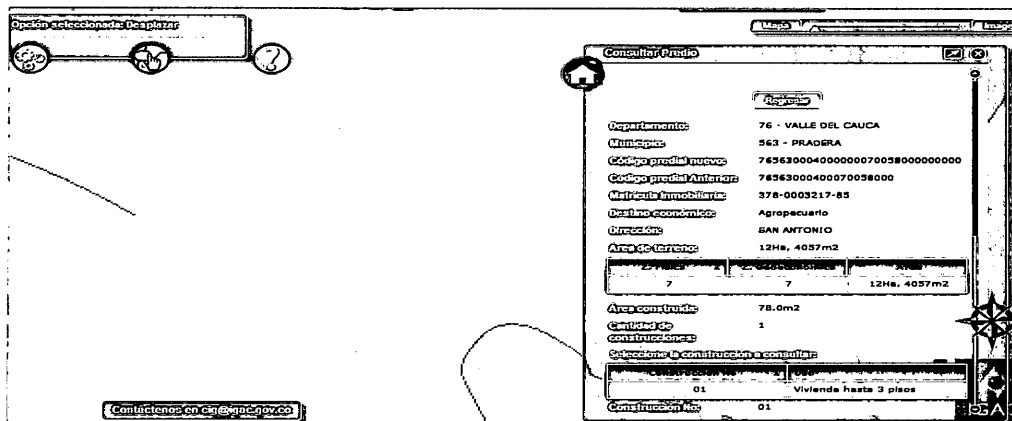 Opción seleccionada: Desplazar
Mapa
Consultar Predio
Regresar
Departamento: 76 - VALLE DEL CAUCA
Municipio: 563 - PRADERA
Código predial nuevo: 765630004000000070058000000000
Código predial Anterior: 76563000400070058000
Matrícula Inmobiliaria: 378-0003217-85
Destino económico: Agropecuario
Dirección: SAN ANTONIO
Área de terreno: 12Ha, 4057m2
7 7 12Ha, 4057m2
Área construida: 78.0m2
Cantidad de construcciones: 1
Seleccione la construcción a consultar:
01 Vivienda hasta 3 pisos
Construcción No: 01
Contáctenos en cig@igac.gov.co